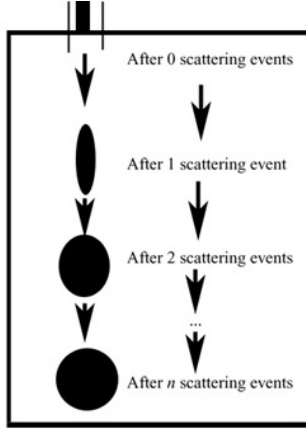 After 0 scattering events
After 1 scattering event
After 2 scattering events
...
After n scattering events